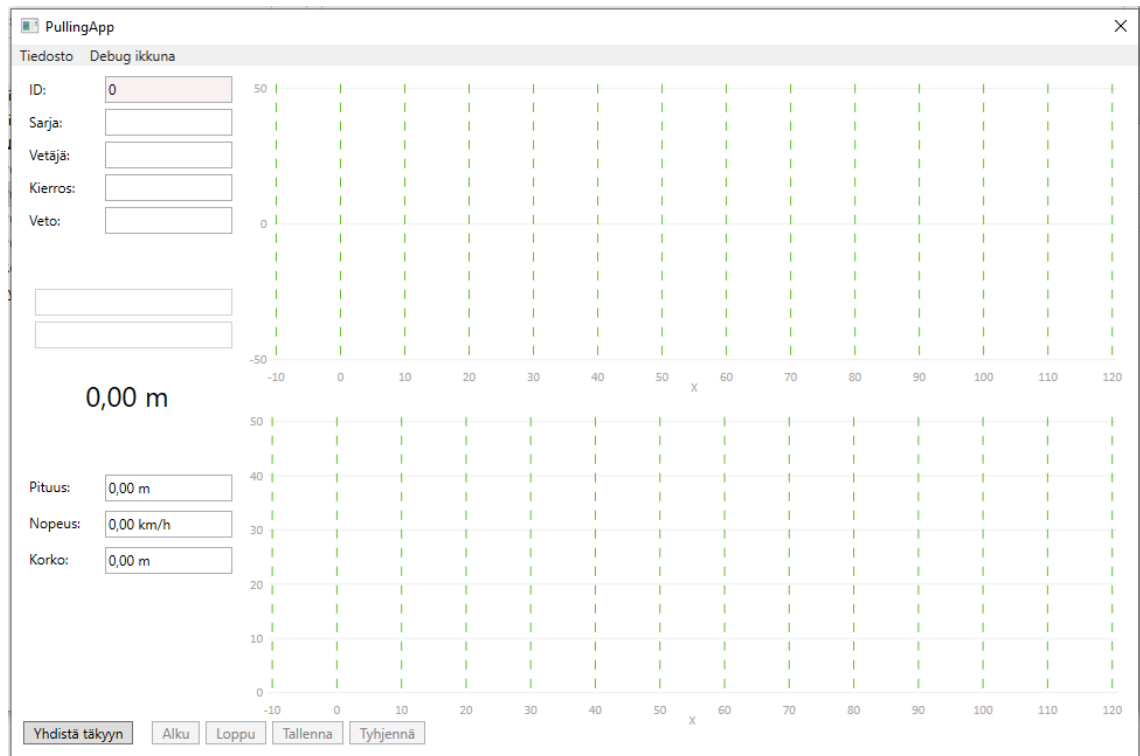 PullingApp
Tiedosto Debug ikkuna
ID: 0
Sarja:
Vetäjä:
Kierros:
Veto:
0,00 m
Pituus: 0,00 m
Nopeus: 0,00 km/h
Korko: 0,00 m
Yhdistä täkyyn Alku Loppu Tallenna Tyhjennä
50
0
-50
-10 0 10 20 30 40 50 60 70 80 90 100 110 120
X
50
40
30
20
10
0
-10 0 10 20 30 40 50 60 70 80 90 100 110 120
X